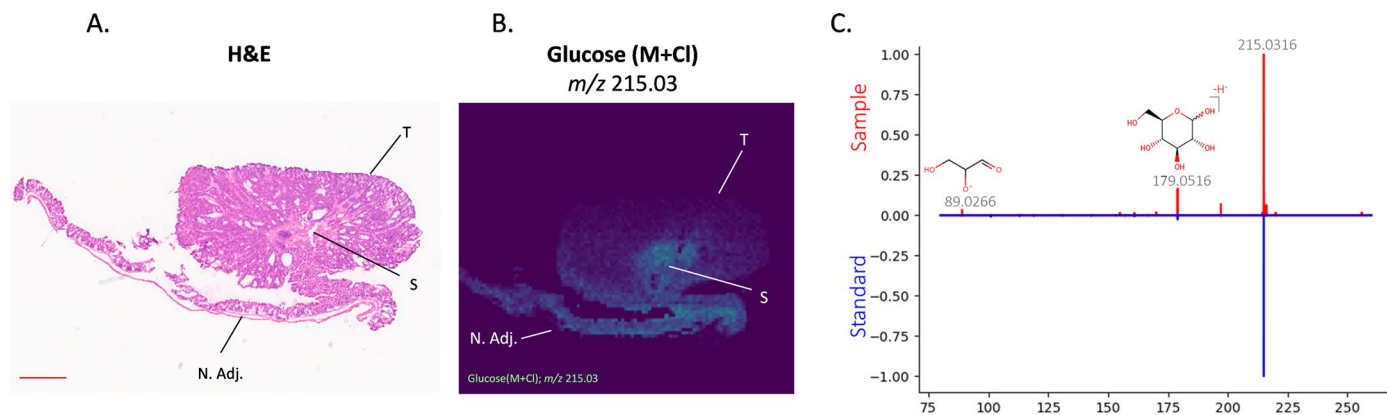 A.
H&E
T
S
N. Adj.
B.
Glucose (M+Cl)
m/z 215.03
T
S
N. Adj.
Glucose(M+Cl); m/z 215.03
C.
Sample
Standard
1.00
0.75
0.50
0.25
0.00
−0.25
−0.50
−0.75
−1.00
75
100
125
150
175
200
225
250
215.0316
179.0516
89.0266
-H⁻
HO
O
OH
HO
OH
OH
HO
O
O⁻